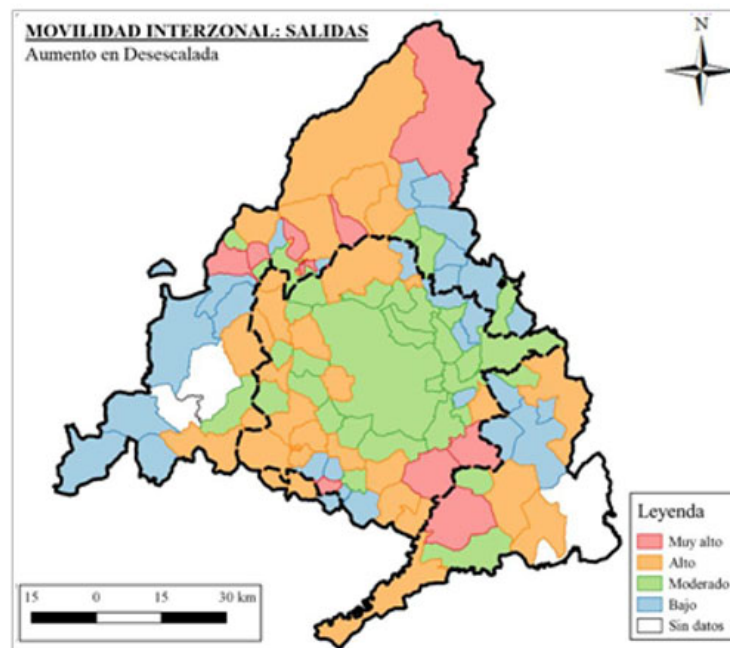 MOVILIDAD INTERZONAL: SALIDAS
Aumento en Desescalada
N
Leyenda
Muy alto
Alto
Moderado
Bajo
Sin datos
15 0 15 30 km